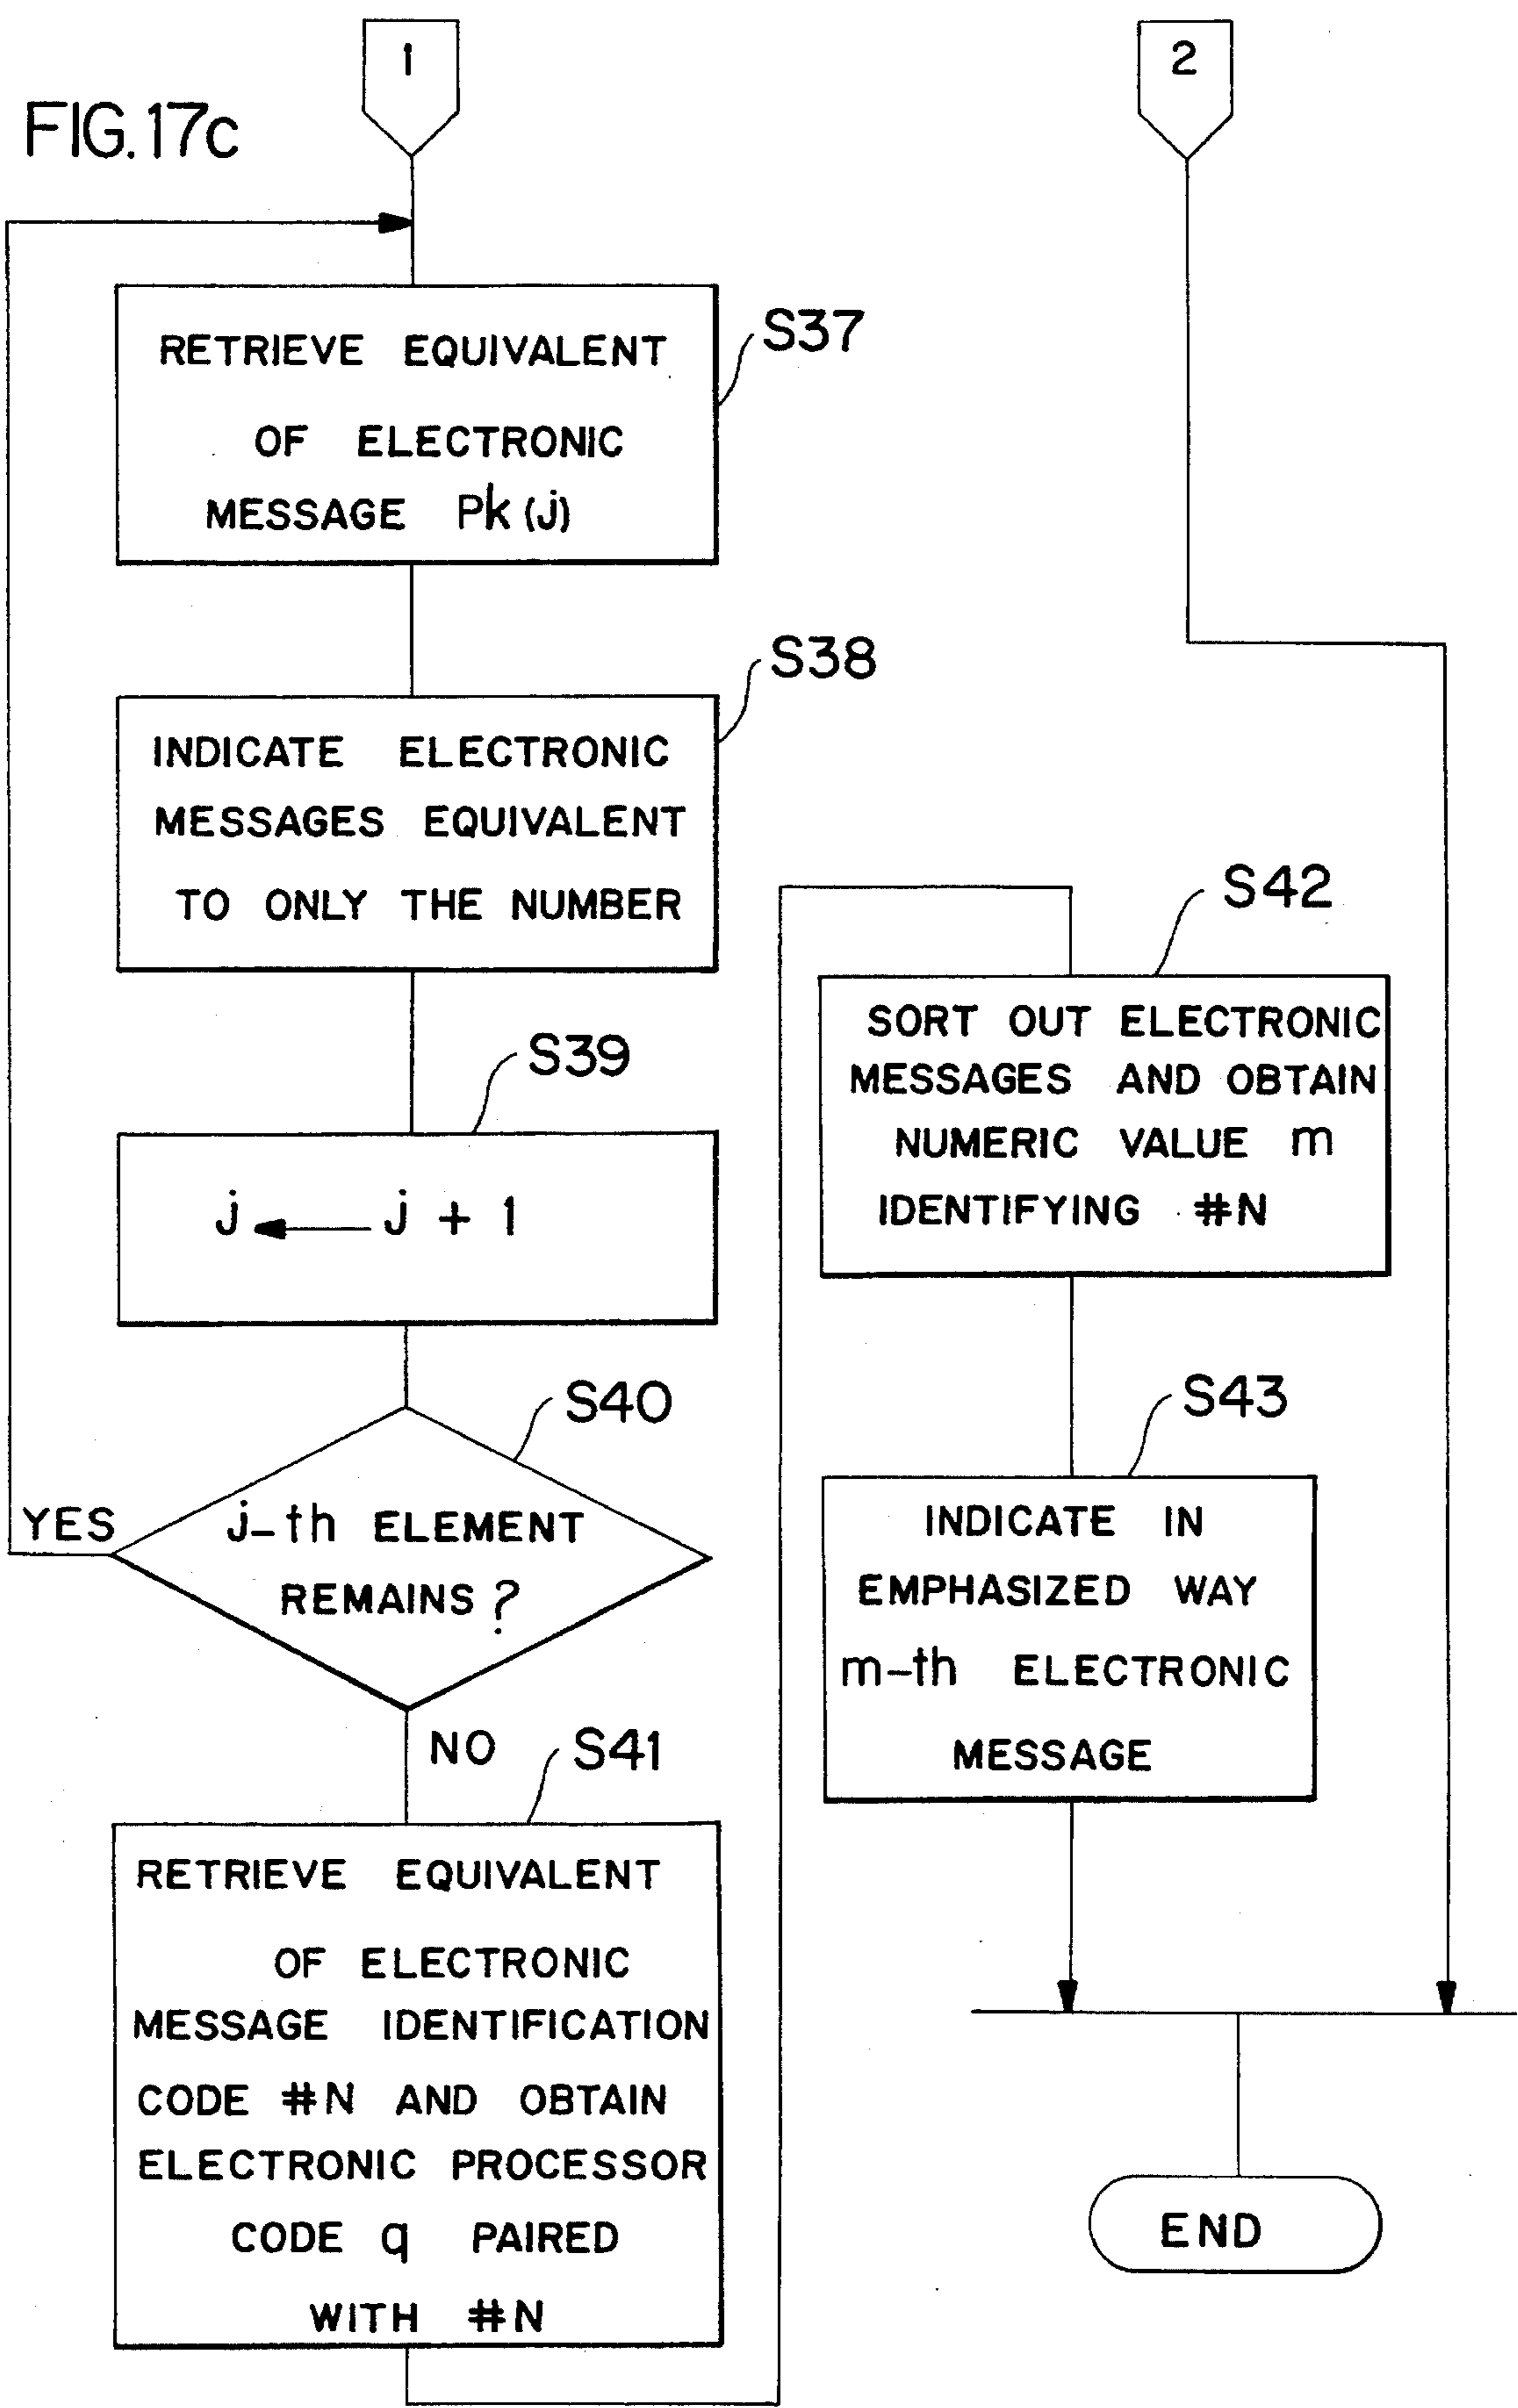 1
2
FIG. 17c
RETRIEVE EQUIVALENT
OF ELECTRONIC
MESSAGE Pk (j)
S37
INDICATE ELECTRONIC
MESSAGES EQUIVALENT
TO ONLY THE NUMBER
S38
j ← j + 1
S39
j-th ELEMENT
REMAINS ?
S40
YES
NO
RETRIEVE EQUIVALENT
OF ELECTRONIC
MESSAGE IDENTIFICATION
CODE #N AND OBTAIN
ELECTRONIC PROCESSOR
CODE q PAIRED
WITH #N
S41
SORT OUT ELECTRONIC
MESSAGES AND OBTAIN
NUMERIC VALUE m
IDENTIFYING #N
S42
INDICATE IN
EMPHASIZED WAY
m-th ELECTRONIC
MESSAGE
S43
END